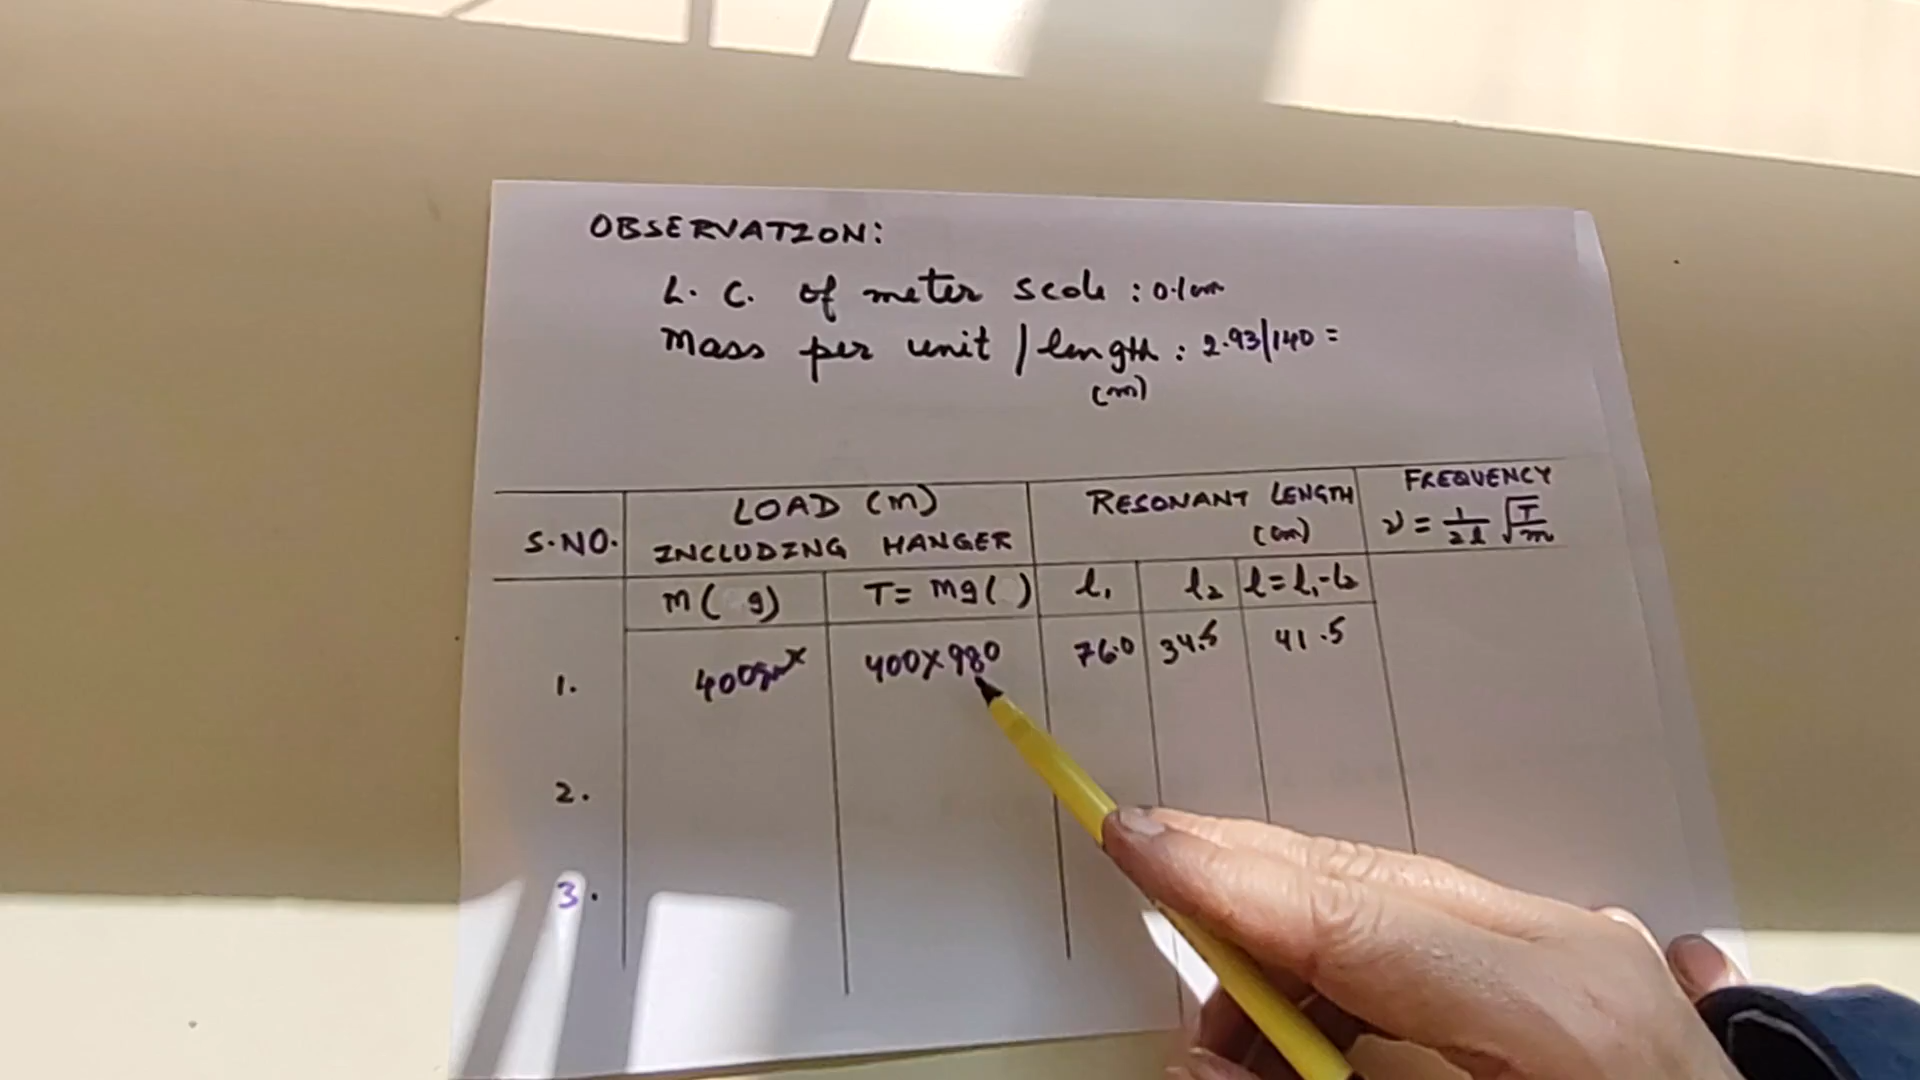 OBSERVATION:
L. C. of meter scale : 0.1cm
Mass per unit / length : 2.93/140 =
(m)
S.NO.
LOAD (M)
INCLUDING HANGER
RESONANT LENGTH
(cm)
FREQUENCY
ν = 1/2l √T/m
M( g)
T= Mg( )
l₁
l₂
l=l₁-l₂
1.
400gm x
400x980
76.0
34.5
41.5
2.
3.